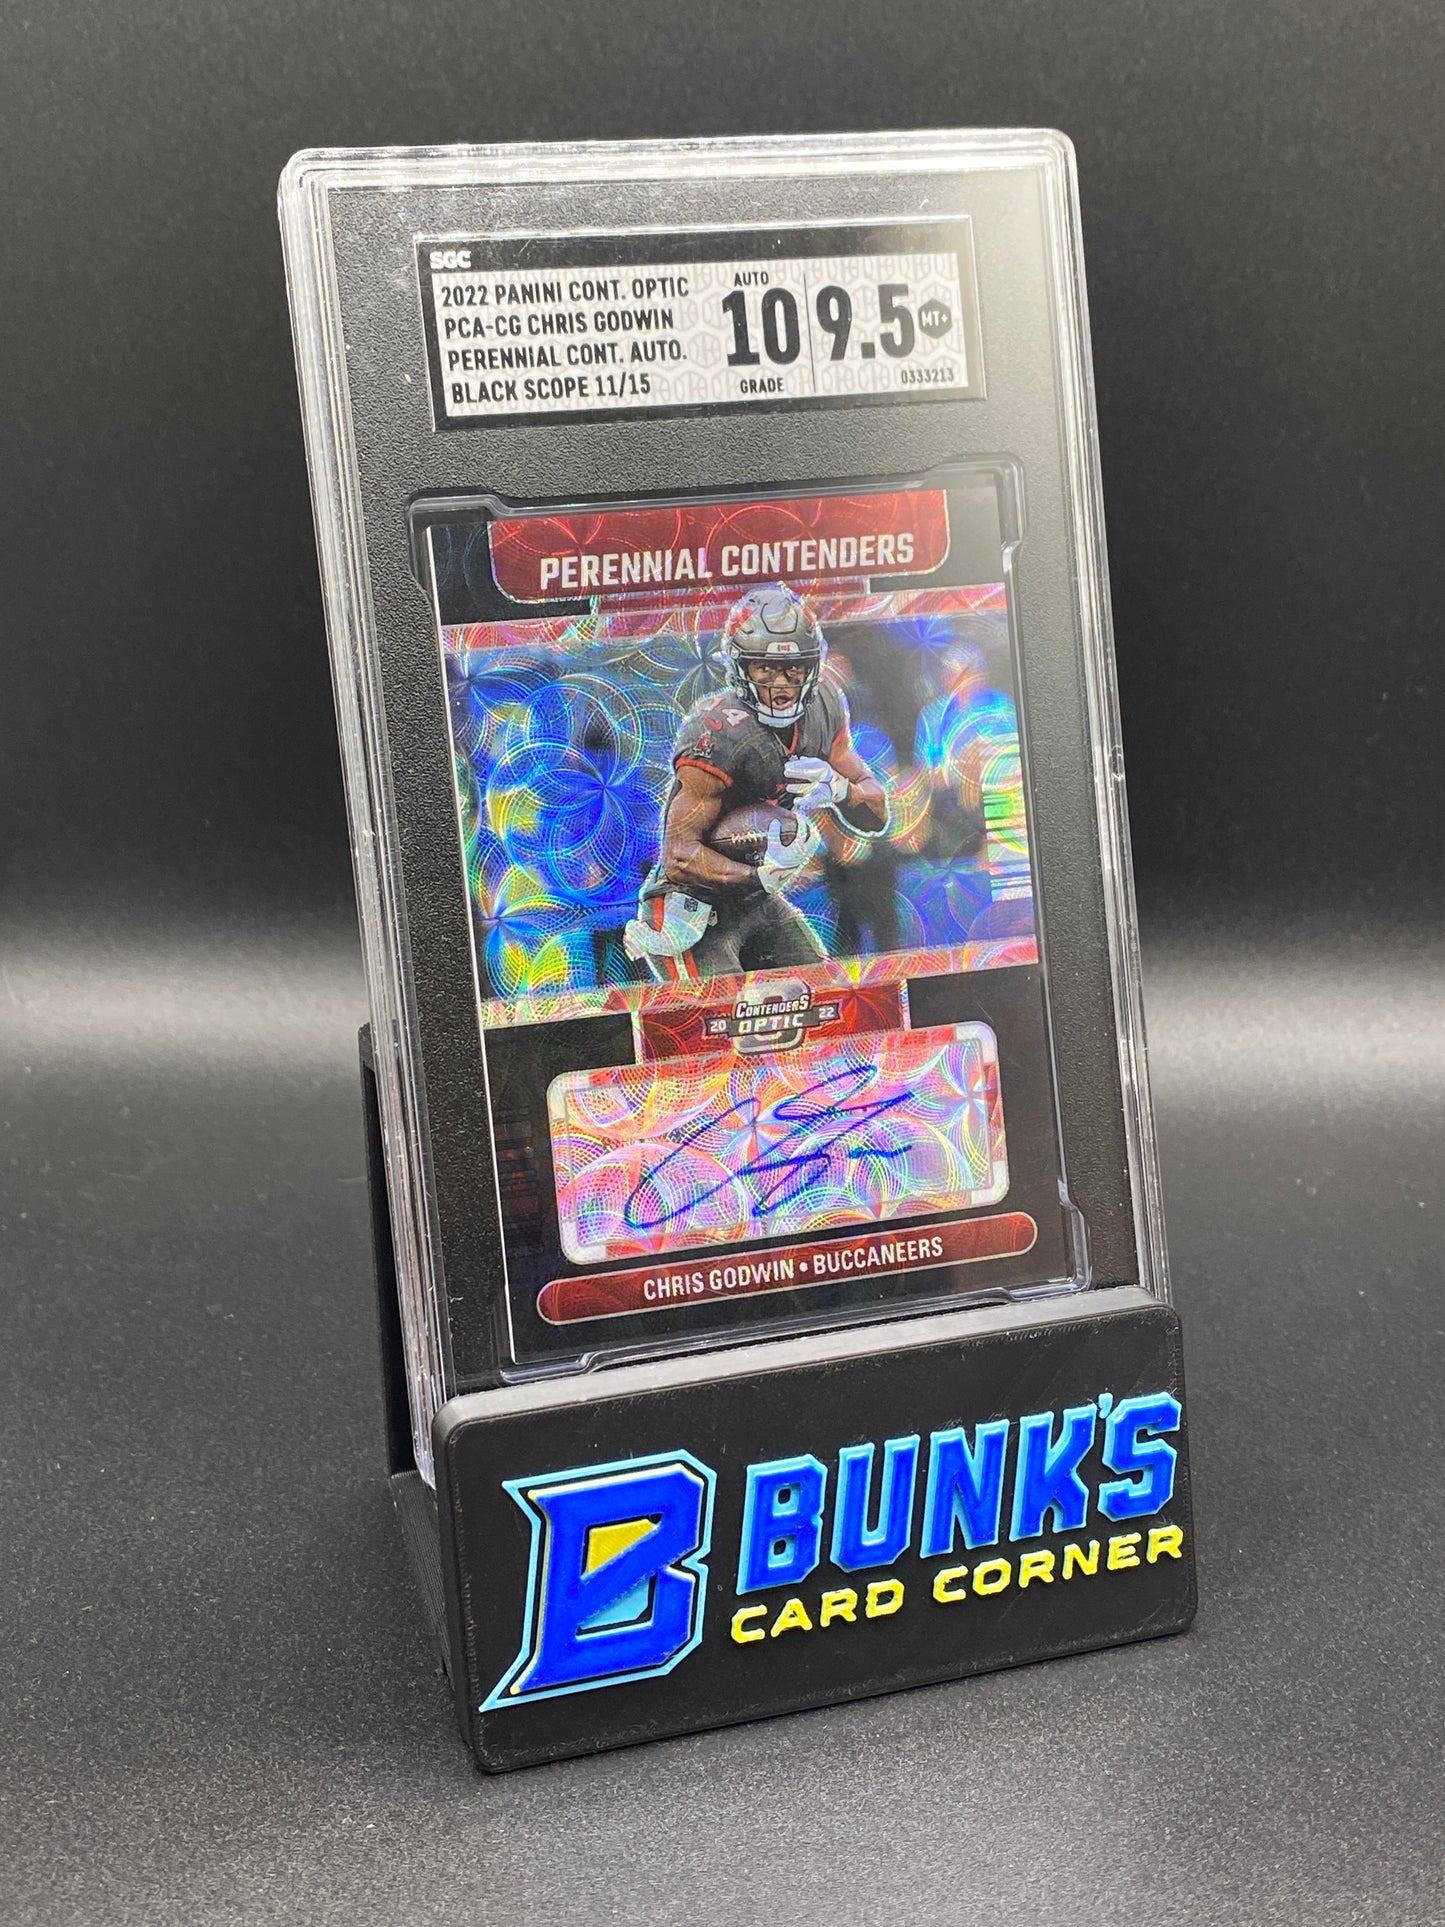 SGC
2022 PANINI CONT. OPTIC
PCA-CG CHRIS GODWIN
PERENNIAL CONT. AUTO.
BLACK SCOPE 11/15
AUTO
10
GRADE
9.5
MT+
0333213
PERENNIAL CONTENDERS
CONTENDERS
20 OPTIC 22
CHRIS GODWIN • BUCCANEERS
B BUNK'S
CARD CORNER